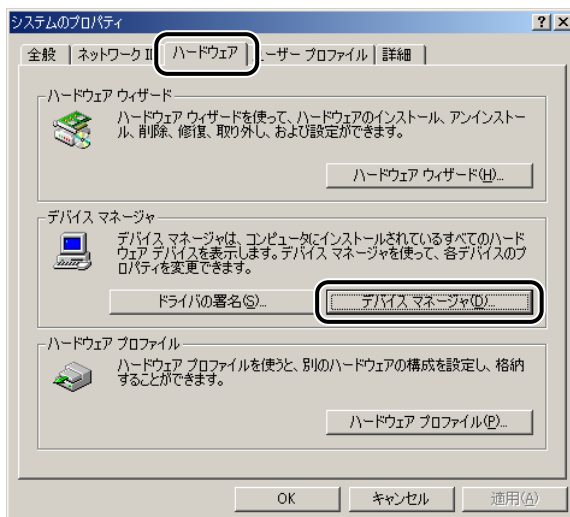 システムのプロパティ
? ×
全般 ネットワーク ハードウェア ーザー プロファイル 詳細
ハードウェア ウィザード
ハードウェア ウィザードを使って、ハードウェアのインストール、アンインストー
ル、削除、修復、取り外し、および設定ができます。
ハードウェア ウィザード(H)...
デバイス マネージャ
デバイス マネージャは、コンピュータにインストールされているすべてのハード
ウェア デバイスを表示します。デバイス マネージャを使って、各デバイスのプ
ロパティを変更できます。
ドライバの署名(S)...
デバイス マネージャ(D)...
ハードウェア プロファイル
ハードウェア プロファイルを使うと、別のハードウェアの構成を設定し、格納
することができます。
ハードウェア プロファイル(P)...
OK キャンセル 適用(A)